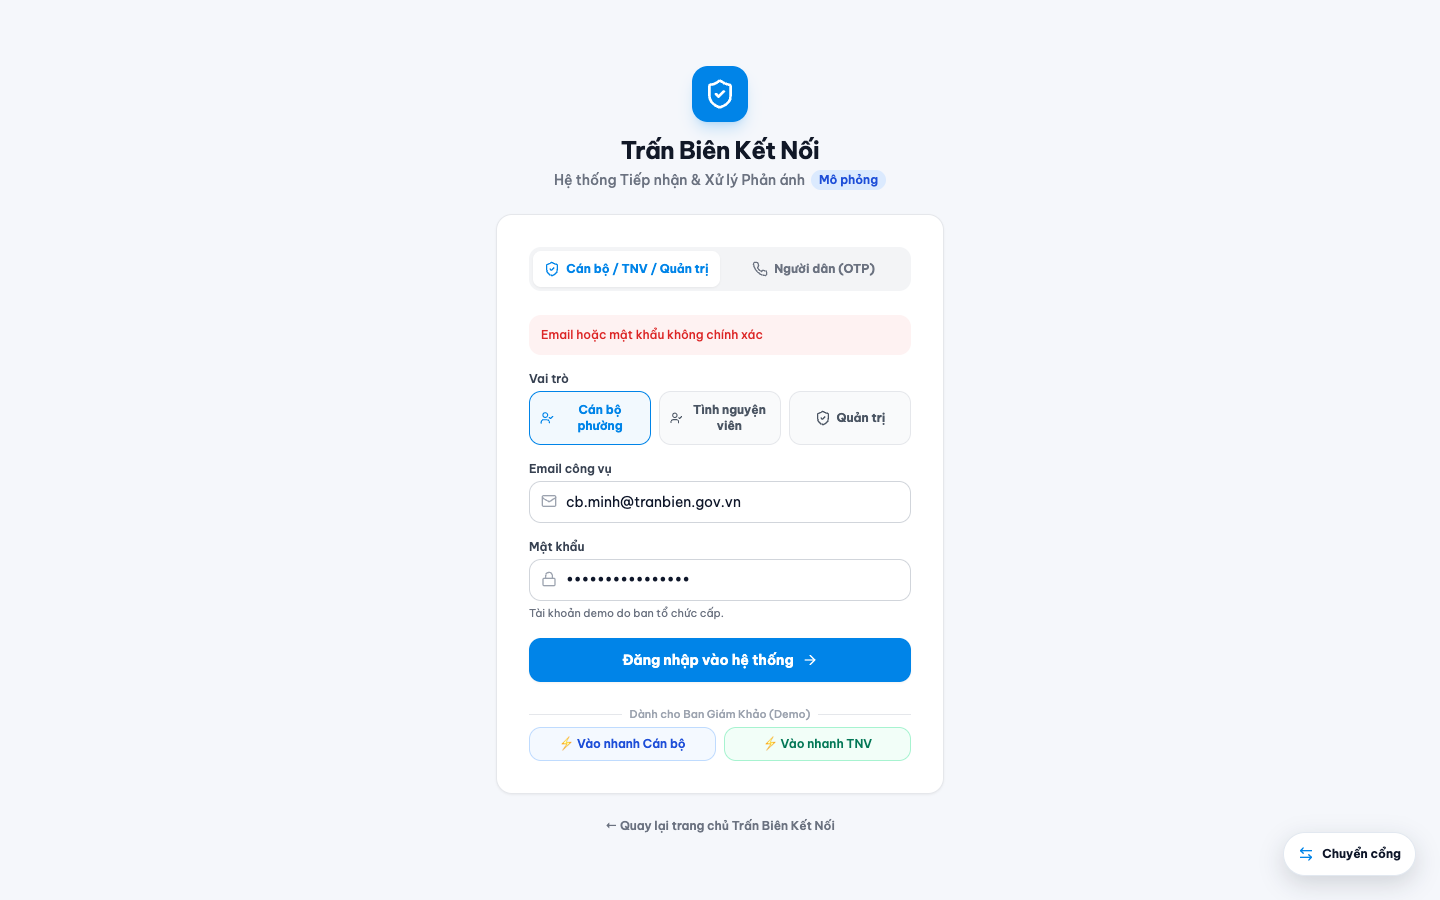 Trấn Biên Kết Nối
Hệ thống Tiếp nhận & Xử lý Phản ánh Mô phỏng
Cán bộ / TNV / Quản trị
Người dân (OTP)
Email hoặc mật khẩu không chính xác
Vai trò
Cán bộ
phường
Tình nguyện
viên
Quản trị
Email công vụ
cb.minh@tranbien.gov.vn
Mật khẩu
••••••••••••••••
Tài khoản demo do ban tổ chức cấp.
Đăng nhập vào hệ thống →
Dành cho Ban Giám Khảo (Demo)
⚡ Vào nhanh Cán bộ
⚡ Vào nhanh TNV
← Quay lại trang chủ Trấn Biên Kết Nối
Chuyển cổng